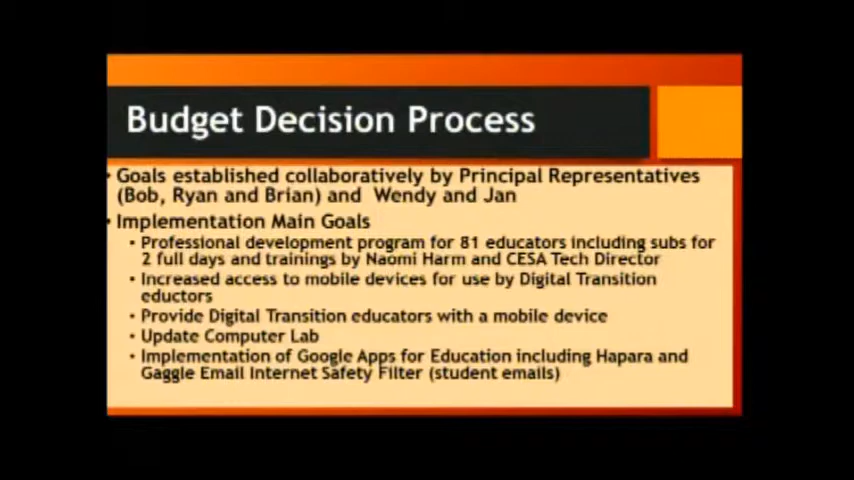 Budget Decision Process
• Goals established collaboratively by Principal Representatives
(Bob, Ryan and Brian) and Wendy and Jan
• Implementation Main Goals
• Professional development program for 81 educators including subs for
2 full days and trainings by Naomi Harm and CESA Tech Director
• Increased access to mobile devices for use by Digital Transition
eductors
• Provide Digital Transition educators with a mobile device
• Update Computer Lab
• Implementation of Google Apps for Education including Hapara and
Gaggle Email Internet Safety Filter (student emails)